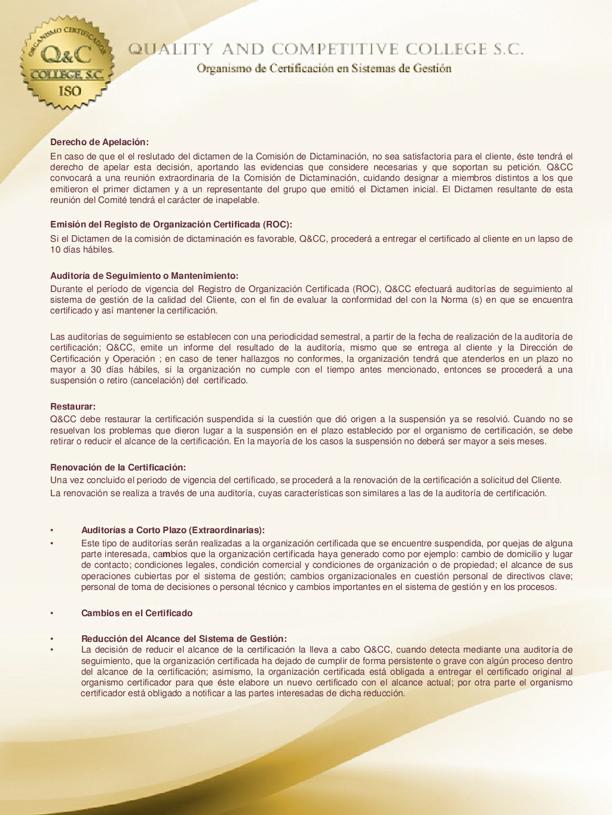 ORGANISMO CERTIFICADOR
Q&C
COLLEGE, S.C.
ISO
QUALITY AND COMPETITIVE COLLEGE S.C.
Organismo de Certificación en Sistemas de Gestión
Derecho de Apelación:
En caso de que el el reslutado del dictamen de la Comisión de Dictaminación, no sea satisfactoria para el cliente, éste tendrá el
derecho de apelar esta decisión, aportando las evidencias que considere necesarias y que soportan su petición. Q&CC
convocará a una reunión extraordinaria de la Comisión de Dictaminación, cuidando designar a miembros distintos a los que
emitieron el primer dictamen y a un representante del grupo que emitió el Dictamen inicial. El Dictamen resultante de esta
reunión del Comité tendrá el carácter de inapelable.
Emisión del Registo de Organización Certificada (ROC):
Si el Dictamen de la comisión de dictaminación es favorable, Q&CC, procederá a entregar el certificado al cliente en un lapso de
10 días hábiles.
Auditoría de Seguimiento o Mantenimiento:
Durante el período de vigencia del Registro de Organización Certificada (ROC), Q&CC efectuará auditorías de seguimiento al
sistema de gestión de la calidad del Cliente, con el fin de evaluar la conformidad del con la Norma (s) en que se encuentra
certificado y así mantener la certificación.
Las auditorías de seguimiento se establecen con una periodicidad semestral, a partir de la fecha de realización de la auditoría de
certificación; Q&CC, emite un informe del resultado de la auditoría, mismo que se entrega al cliente y la Dirección de
Certificación y Operación ; en caso de tener hallazgos no conformes, la organización tendrá que atenderlos en un plazo no
mayor a 30 días hábiles, si la organización no cumple con el tiempo antes mencionado, entonces se procederá a una
suspensión o retiro (cancelación) del certificado.
Restaurar:
Q&CC debe restaurar la certificación suspendida si la cuestión que dió origen a la suspensión ya se resolvió. Cuando no se
resuelvan los problemas que dieron lugar a la suspensión en el plazo establecido por el organismo de certificación, se debe
retirar o reducir el alcance de la certificación. En la mayoría de los casos la suspensión no deberá ser mayor a seis meses.
Renovación de la Certificación:
Una vez concluido el periodo de vigencia del certificado, se procederá a la renovación de la certificación a solicitud del Cliente.
La renovación se realiza a través de una auditoría, cuyas características son similares a las de la auditoría de certificación.
• Auditorías a Corto Plazo (Extraordinarias):
• Este tipo de auditorías serán realizadas a la organización certificada que se encuentre suspendida, por quejas de alguna
parte interesada, cambios que la organización certificada haya generado como por ejemplo: cambio de domicilio y lugar
de contacto; condiciones legales, condición comercial y condiciones de organización o de propiedad; el alcance de sus
operaciones cubiertas por el sistema de gestión; cambios organizacionales en cuestión personal de directivos clave;
personal de toma de decisiones o personal técnico y cambios importantes en el sistema de gestión y en los procesos.
• Cambios en el Certificado
• Reducción del Alcance del Sistema de Gestión:
• La decisión de reducir el alcance de la certificación la lleva a cabo Q&CC, cuando detecta mediante una auditoría de
seguimiento, que la organización certificada ha dejado de cumplir de forma persistente o grave con algún proceso dentro
del alcance de la certificación; asimismo, la organización certificada está obligada a entregar el certificado original al
organismo certificador para que éste elabore un nuevo certificado con el alcance actual; por otra parte el organismo
certificador está obligado a notificar a las partes interesadas de dicha reducción.